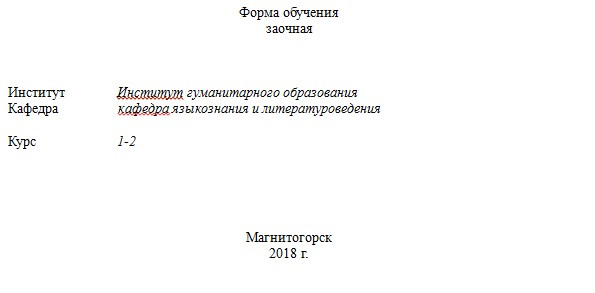 Форма обучения
заочная
Институт Институт гуманитарного образования
Кафедра кафедра языкознания и литературоведения
Курс 1-2
Магнитогорск
2018 г.